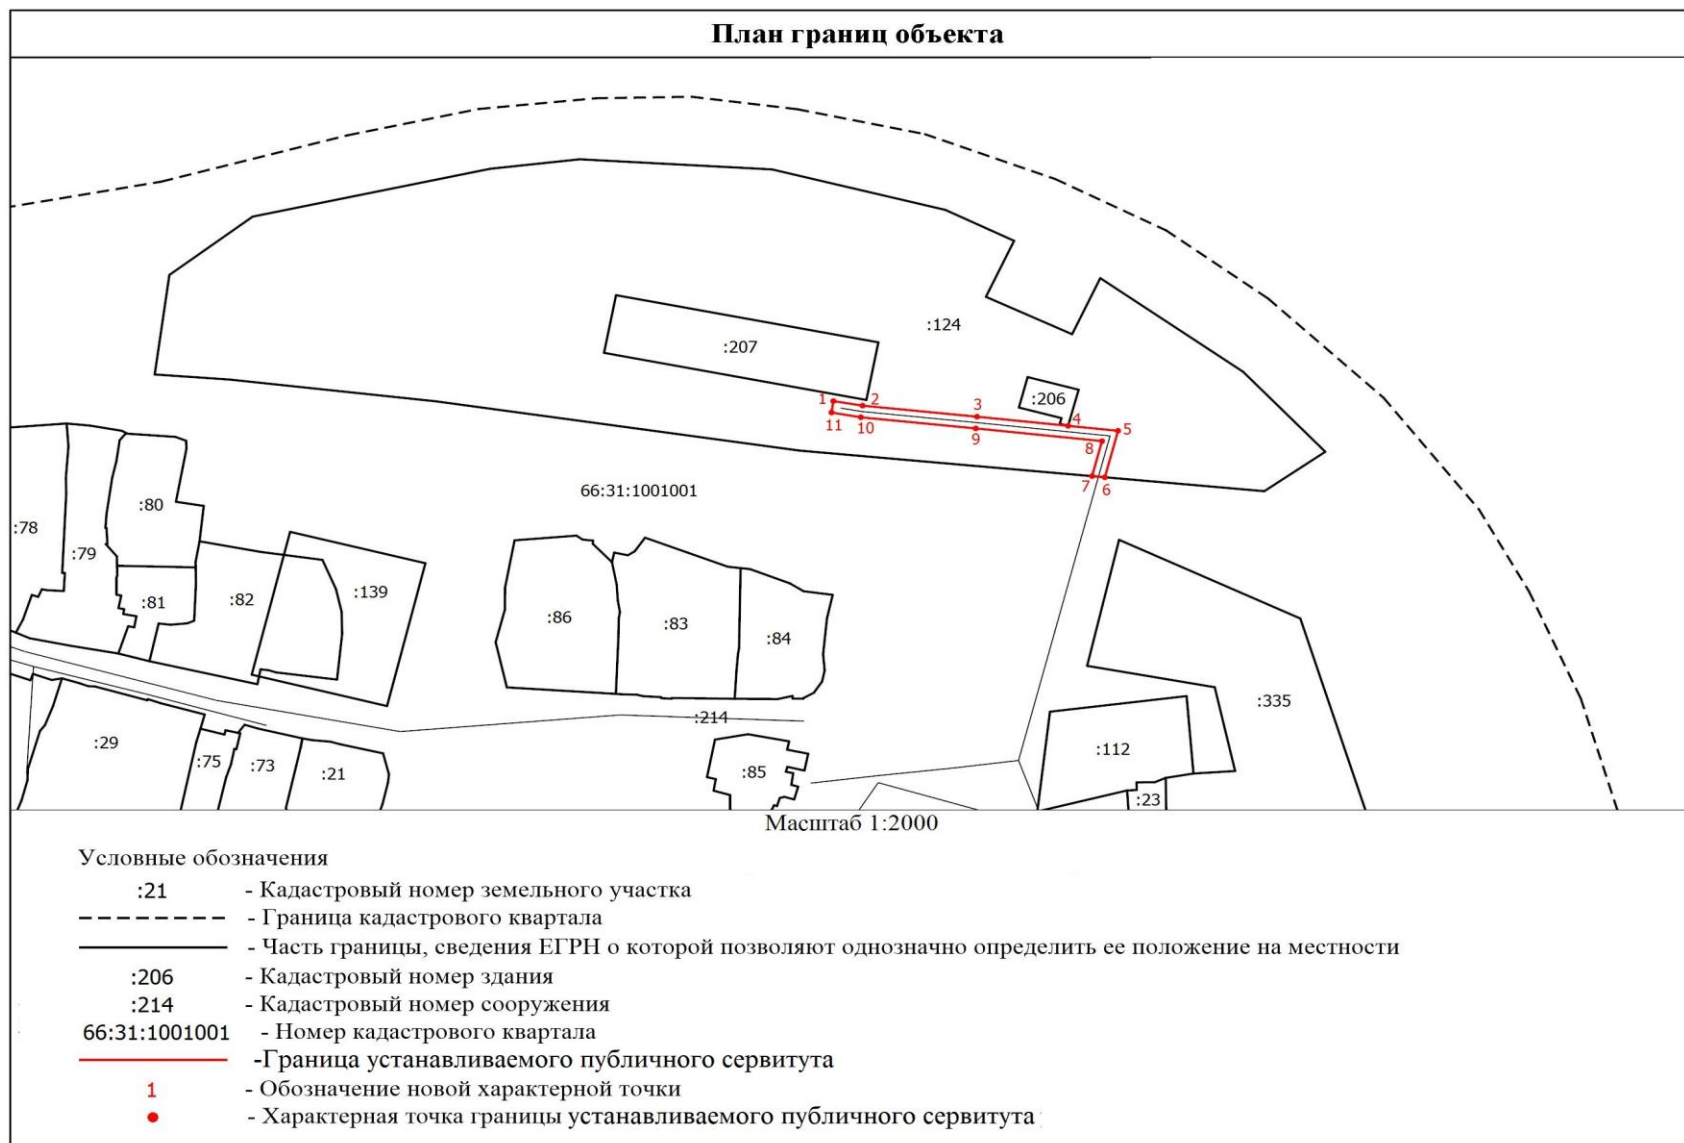 План границ объекта
:124
:207
:206
1
2
3
4
5
11
10
9
8
7
6
66:31:1001001
:80
:78
:79
:139
:82
:81
:86
:83
:84
:335
:214
:29
:112
:75
:73
:21
:85
:23
Масштаб 1:2000
Условные обозначения
:21 - Кадастровый номер земельного участка
- Граница кадастрового квартала
- Часть границы, сведения ЕГРН о которой позволяют однозначно определить ее положение на местности
:206 - Кадастровый номер здания
:214 - Кадастровый номер сооружения
66:31:1001001 - Номер кадастрового квартала
-Граница устанавливаемого публичного сервитута
1 - Обозначение новой характерной точки
- Характерная точка границы устанавливаемого публичного сервитута